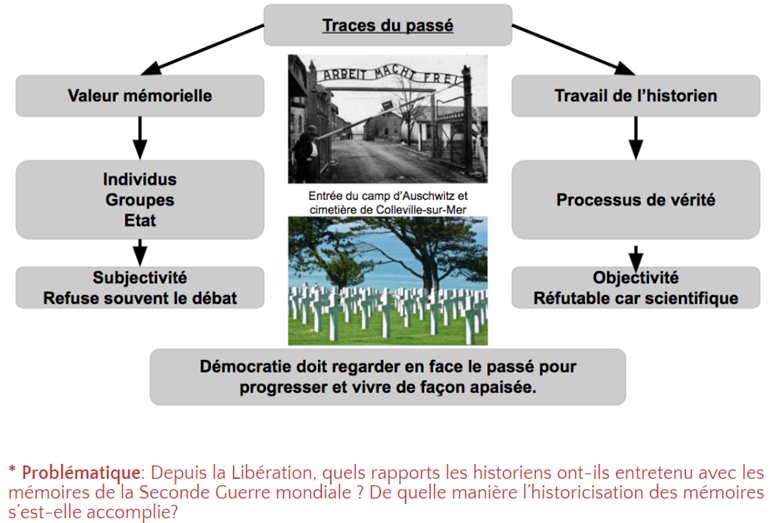 Traces du passé
Valeur mémorielle
Travail de l'historien
ARBEIT MACHT FREI
Individus
Groupes
Etat
Processus de vérité
Entrée du camp d'Auschwitz et
cimetière de Colleville-sur-Mer
Subjectivité
Refuse souvent le débat
Objectivité
Réfutable car scientifique
Démocratie doit regarder en face le passé pour
progresser et vivre de façon apaisée.
* Problématique: Depuis la Libération, quels rapports les historiens ont-ils entretenu avec les
mémoires de la Seconde Guerre mondiale ? De quelle manière l'historicisation des mémoires
s'est-elle accomplie?